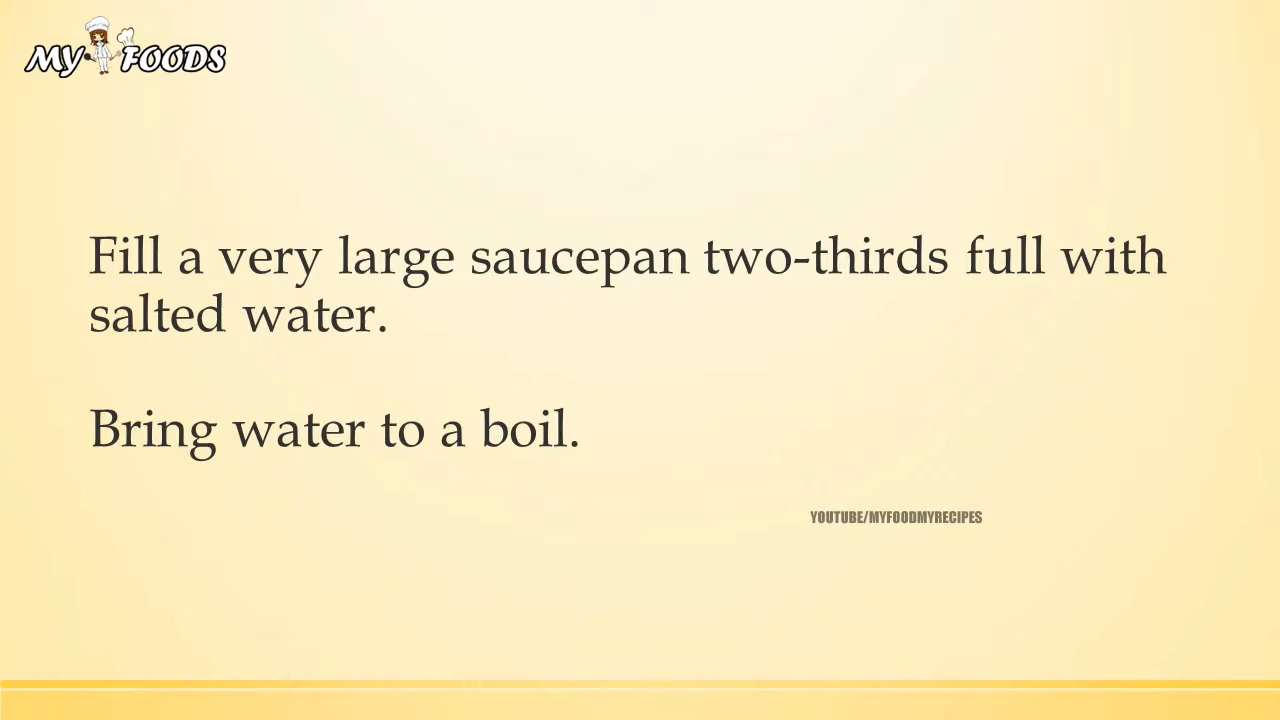 MY FOODS
Fill a very large saucepan two-thirds full with
salted water.
Bring water to a boil.
YOUTUBE/MYFOODMYRECIPES